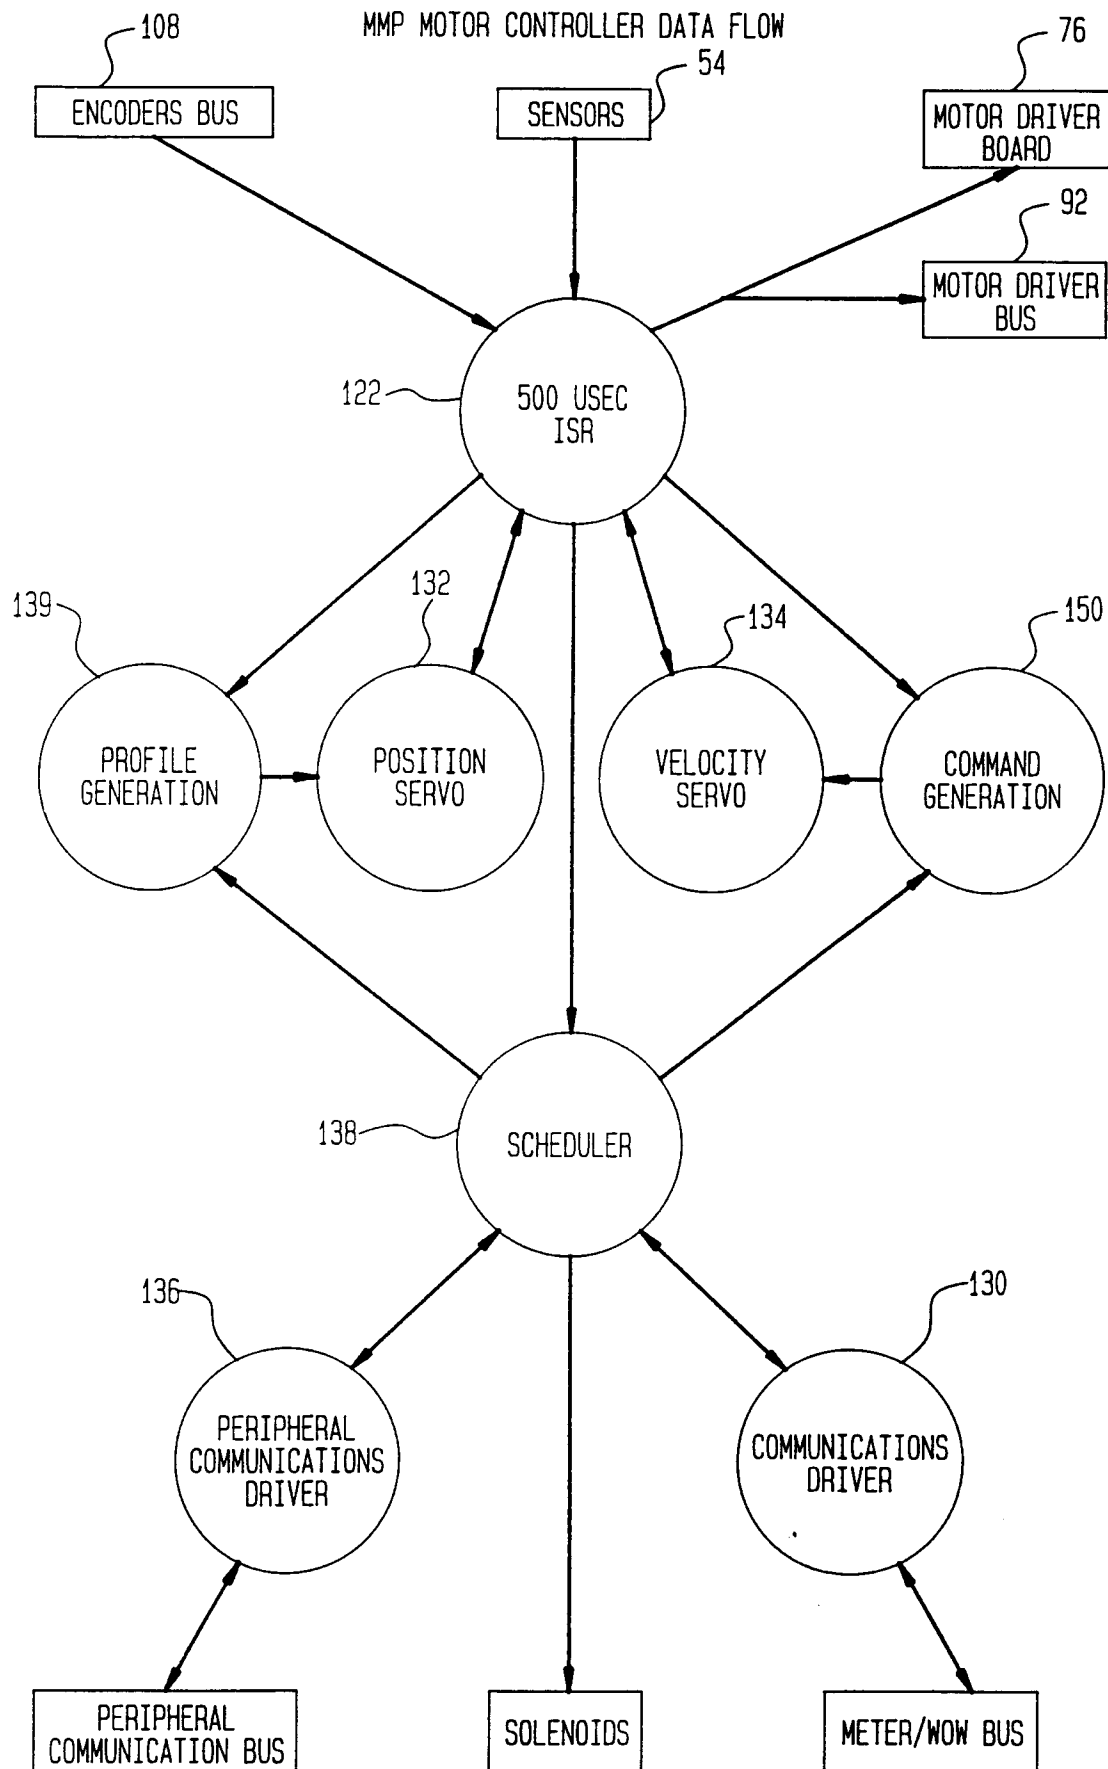 MMP MOTOR CONTROLLER DATA FLOW
108
54
76
ENCODERS BUS
SENSORS
MOTOR DRIVER
BOARD
92
MOTOR DRIVER
BUS
122
500 USEC
ISR
139
132
134
150
PROFILE
GENERATION
POSITION
SERVO
VELOCITY
SERVO
COMMAND
GENERATION
138
SCHEDULER
136
130
PERIPHERAL
COMMUNICATIONS
DRIVER
COMMUNICATIONS
DRIVER
PERIPHERAL
COMMUNICATION BUS
SOLENOIDS
METER/WOW BUS